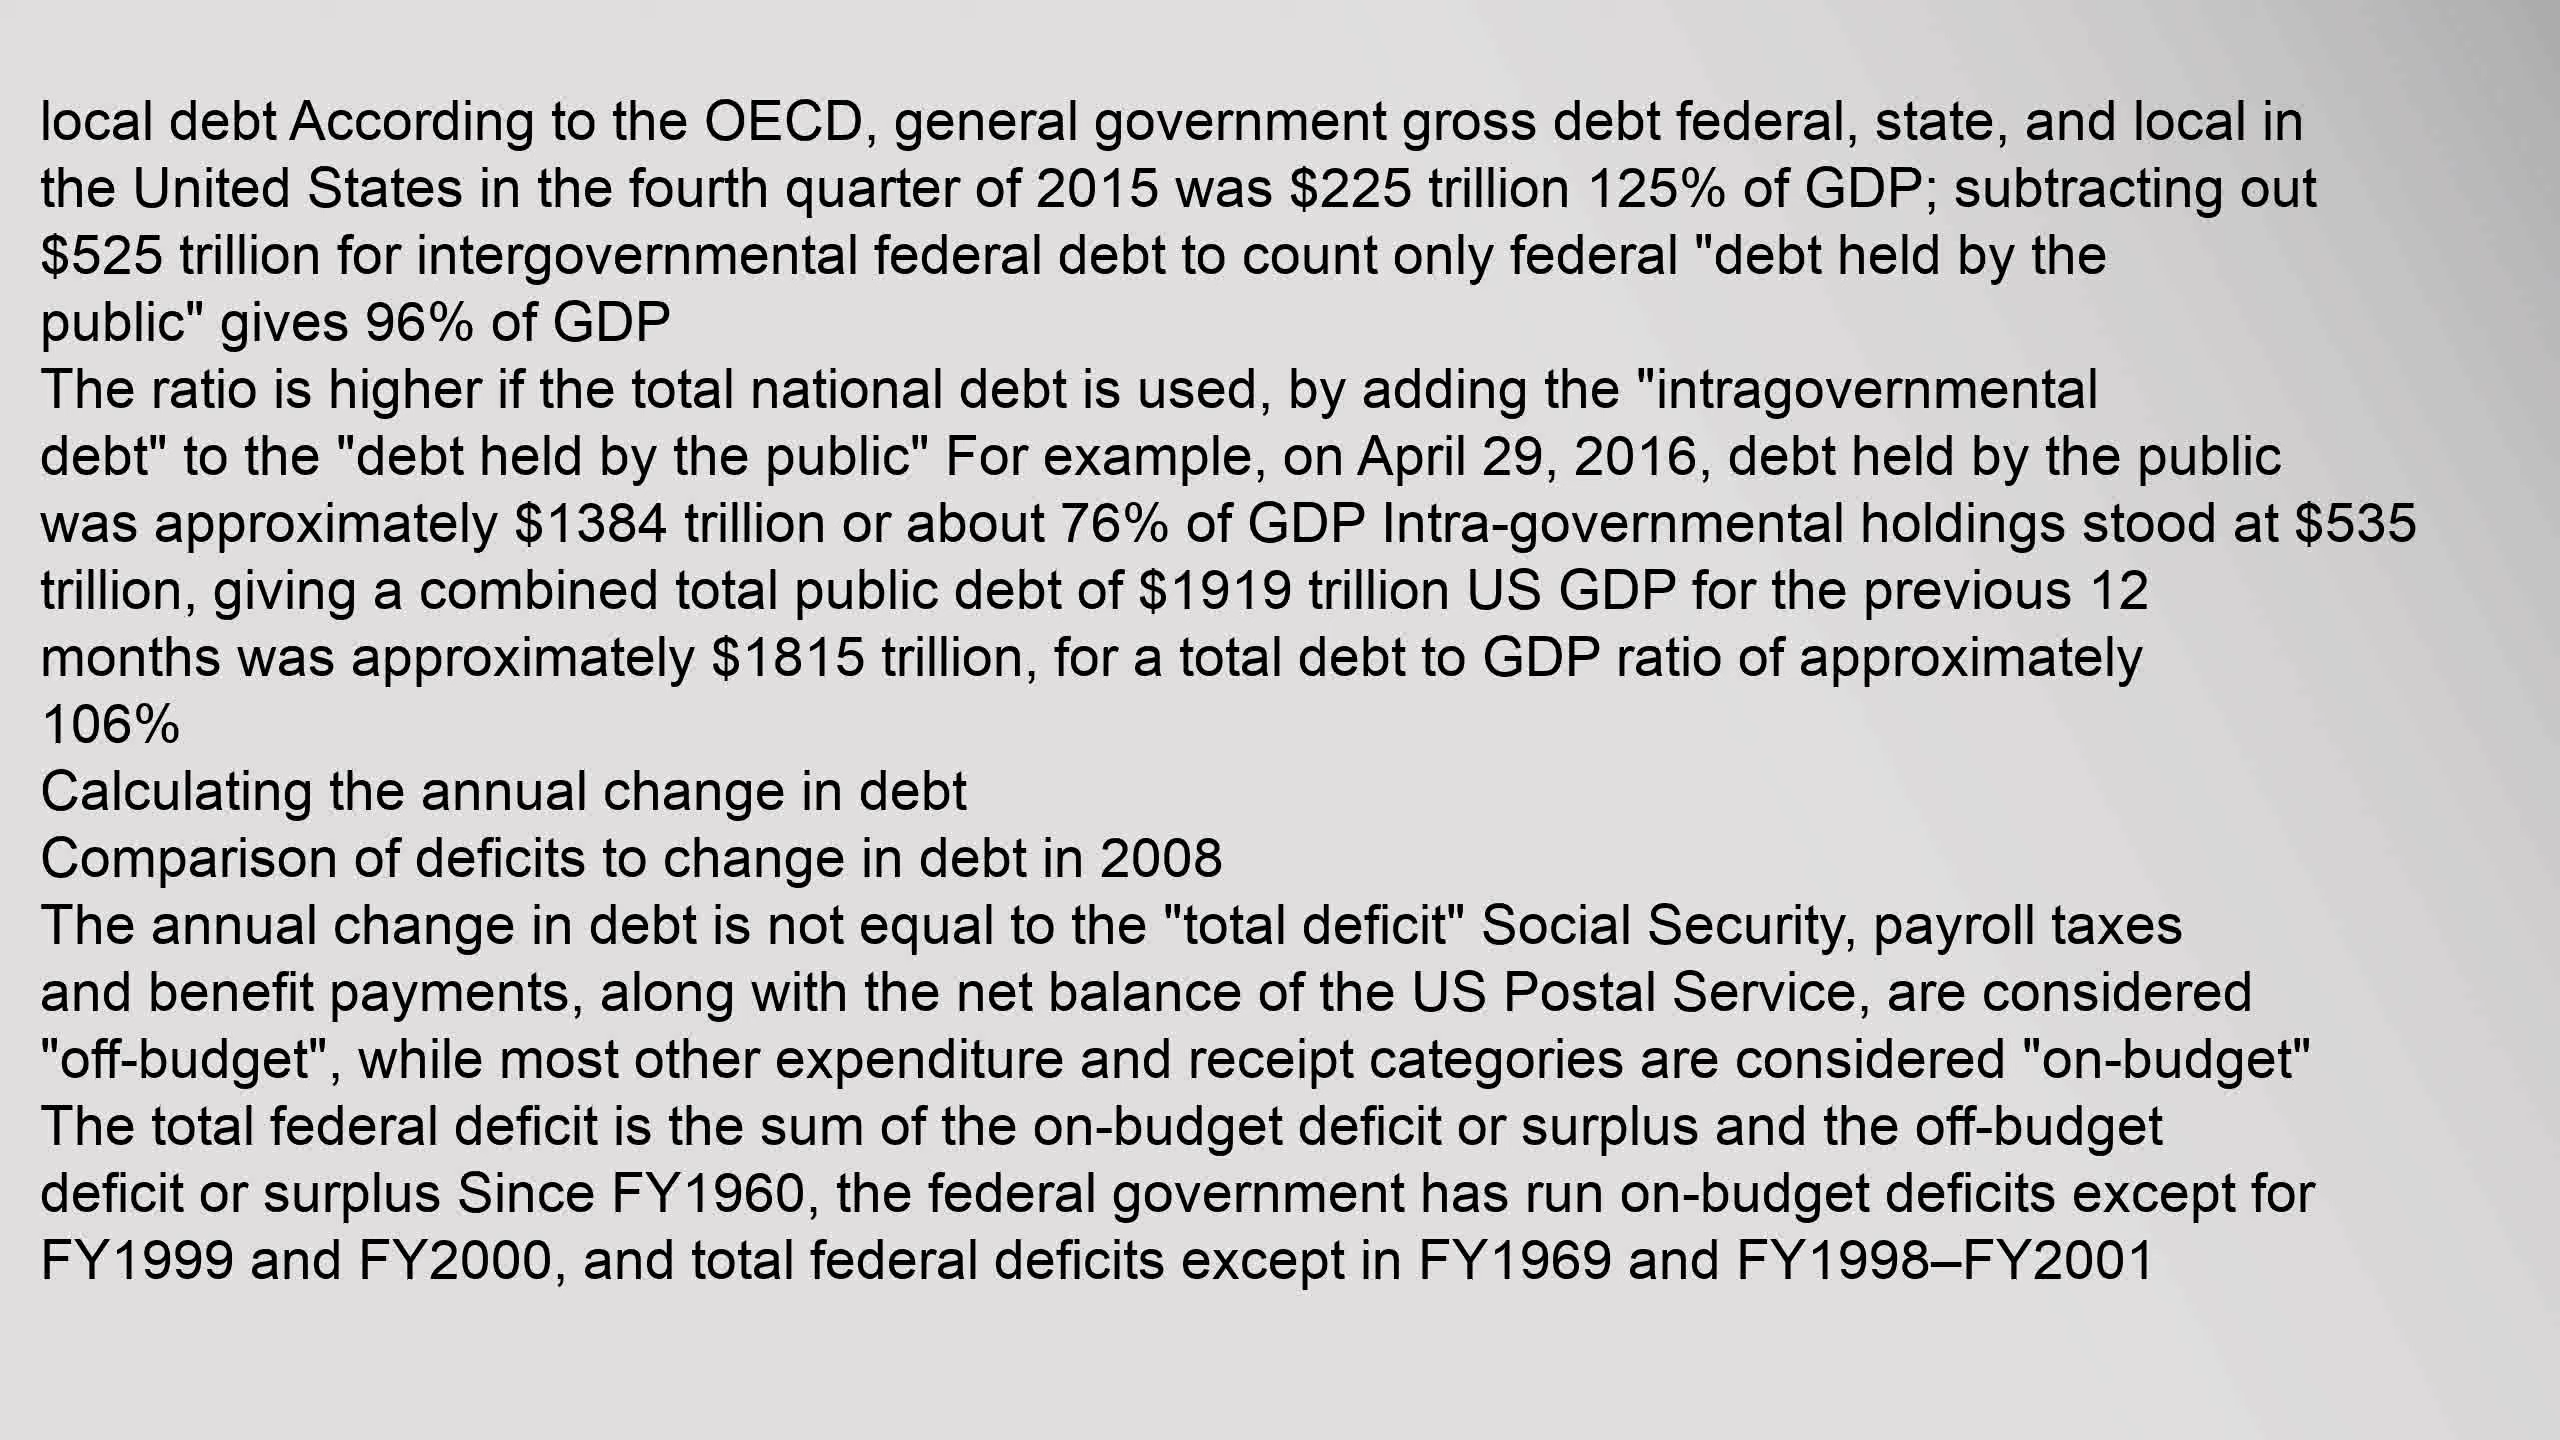 local debt According to the OECD, general government gross debt federal, state, and local in
the United States in the fourth quarter of 2015 was $225 trillion 125% of GDP; subtracting out
$525 trillion for intergovernmental federal debt to count only federal "debt held by the
public" gives 96% of GDP
The ratio is higher if the total national debt is used, by adding the "intragovernmental
debt" to the "debt held by the public" For example, on April 29, 2016, debt held by the public
was approximately $1384 trillion or about 76% of GDP Intra-governmental holdings stood at $535
trillion, giving a combined total public debt of $1919 trillion US GDP for the previous 12
months was approximately $1815 trillion, for a total debt to GDP ratio of approximately
106%
Calculating the annual change in debt
Comparison of deficits to change in debt in 2008
The annual change in debt is not equal to the "total deficit" Social Security, payroll taxes
and benefit payments, along with the net balance of the US Postal Service, are considered
"off-budget", while most other expenditure and receipt categories are considered "on-budget"
The total federal deficit is the sum of the on-budget deficit or surplus and the off-budget
deficit or surplus Since FY1960, the federal government has run on-budget deficits except for
FY1999 and FY2000, and total federal deficits except in FY1969 and FY1998–FY2001